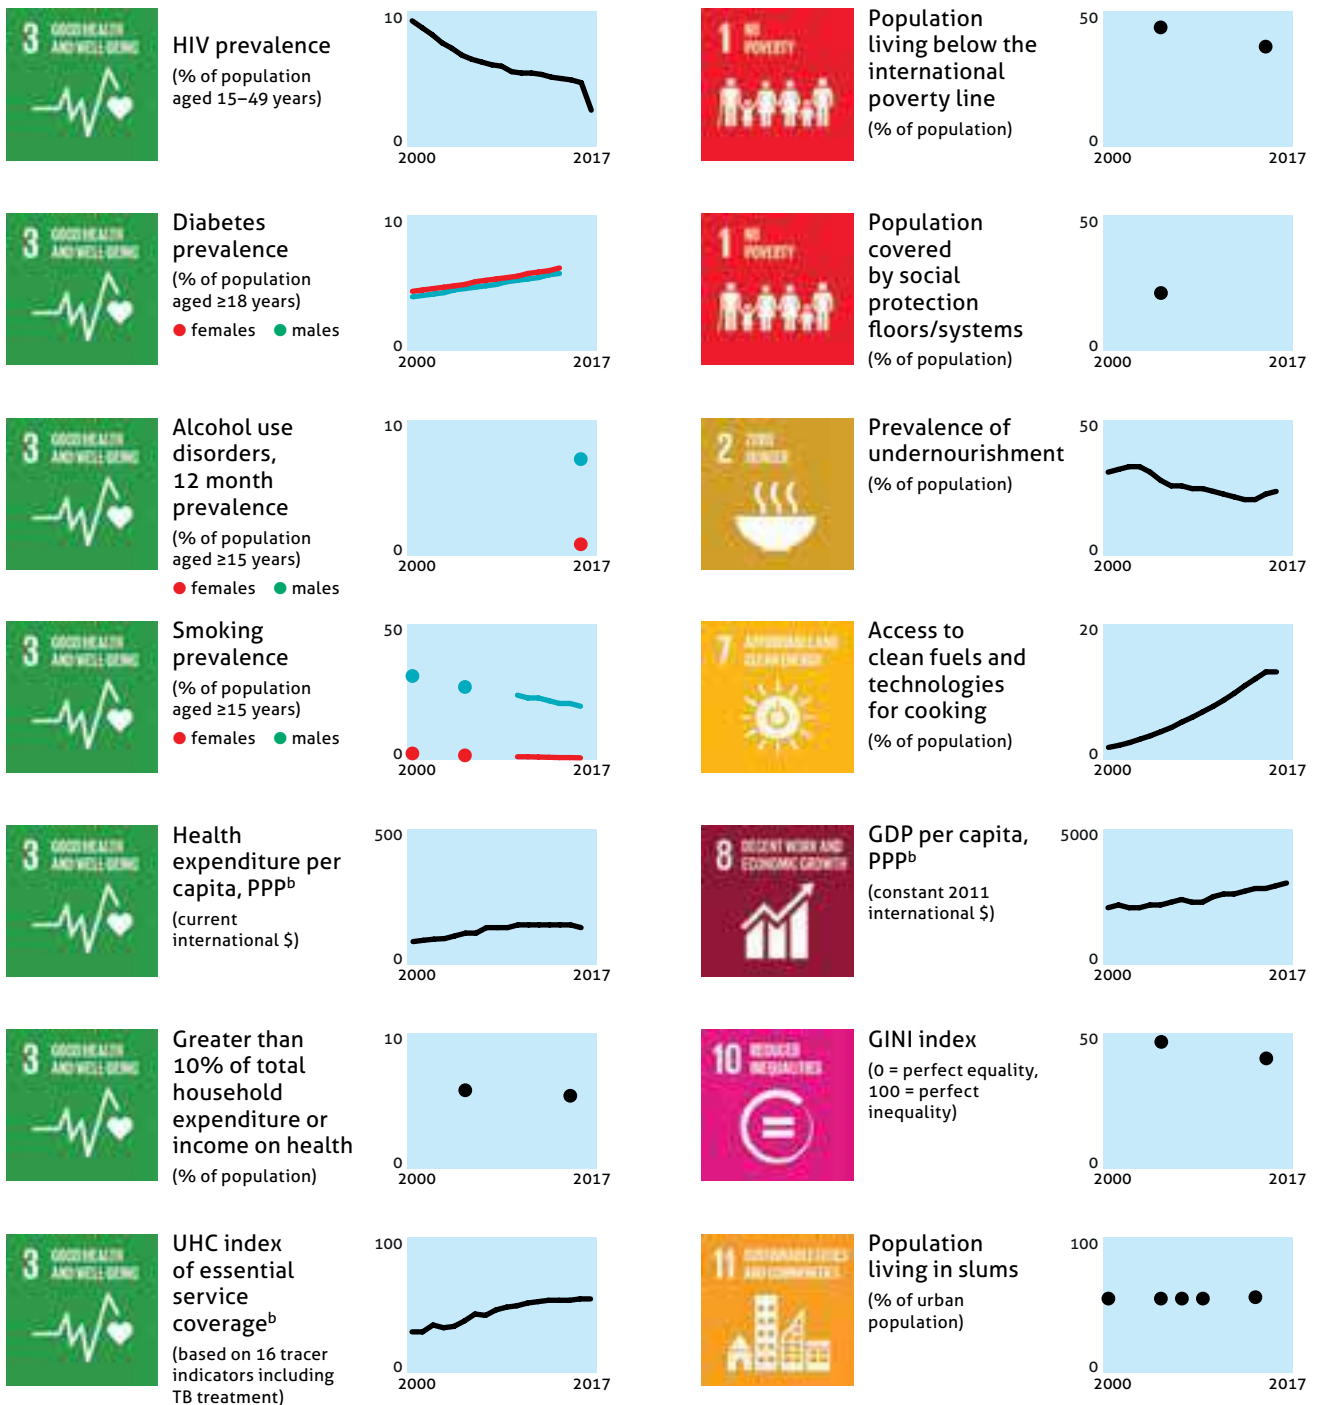 3 GOOD HEALTH
AND WELL-BEING
HIV prevalence
(% of population
aged 15–49 years)
10
0
2000 2017
3 GOOD HEALTH
AND WELL-BEING
Diabetes
prevalence
(% of population
aged ≥18 years)
females males
10
0
2000 2017
3 GOOD HEALTH
AND WELL-BEING
Alcohol use
disorders,
12 month
prevalence
(% of population
aged ≥15 years)
females males
10
0
2000 2017
3 GOOD HEALTH
AND WELL-BEING
Smoking
prevalence
(% of population
aged ≥15 years)
females males
50
0
2000 2017
3 GOOD HEALTH
AND WELL-BEING
Health
expenditure per
capita, PPPᵇ
(current
international $)
500
0
2000 2017
3 GOOD HEALTH
AND WELL-BEING
Greater than
10% of total
household
expenditure or
income on health
(% of population)
10
0
2000 2017
3 GOOD HEALTH
AND WELL-BEING
UHC index
of essential
service
coverageᵇ
(based on 16 tracer
indicators including
TB treatment)
100
0
2000 2017
1 NO
POVERTY
Population
living below the
international
poverty line
(% of population)
50
0
2000 2017
1 NO
POVERTY
Population
covered
by social
protection
floors/systems
(% of population)
50
0
2000 2017
2 ZERO
HUNGER
Prevalence of
undernourishment
(% of population)
50
0
2000 2017
7 AFFORDABLE AND
CLEAN ENERGY
Access to
clean fuels and
technologies
for cooking
(% of population)
20
0
2000 2017
8 DECENT WORK AND
ECONOMIC GROWTH
GDP per capita,
PPPᵇ
(constant 2011
international $)
5000
0
2000 2017
10 REDUCED
INEQUALITIES
GINI index
(0 = perfect equality,
100 = perfect
inequality)
50
0
2000 2017
11 SUSTAINABLE CITIES
AND COMMUNITIES
Population
living in slums
(% of urban
population)
100
0
2000 2017